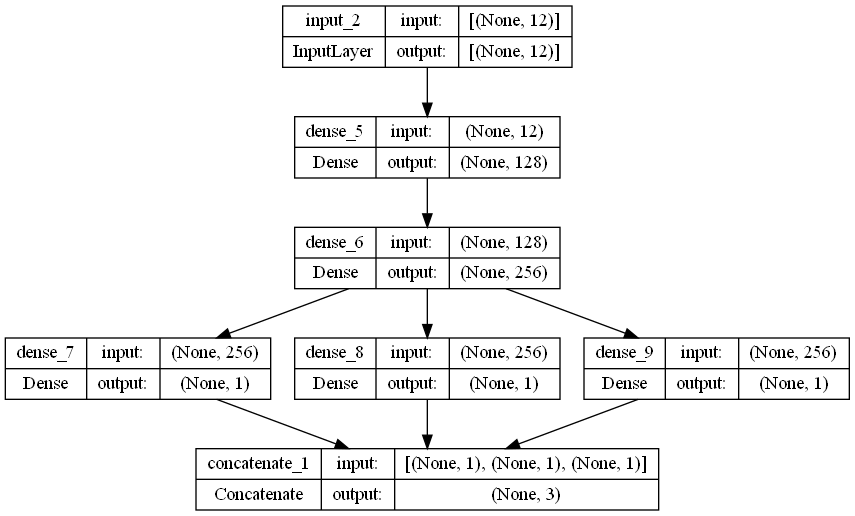 input_2 input: [(None, 12)]
InputLayer output: [(None, 12)]
dense_5 input: (None, 12)
Dense output: (None, 128)
dense_6 input: (None, 128)
Dense output: (None, 256)
dense_7 input: (None, 256)
Dense output: (None, 1)
dense_8 input: (None, 256)
Dense output: (None, 1)
dense_9 input: (None, 256)
Dense output: (None, 1)
concatenate_1 input: [(None, 1), (None, 1), (None, 1)]
Concatenate output: (None, 3)